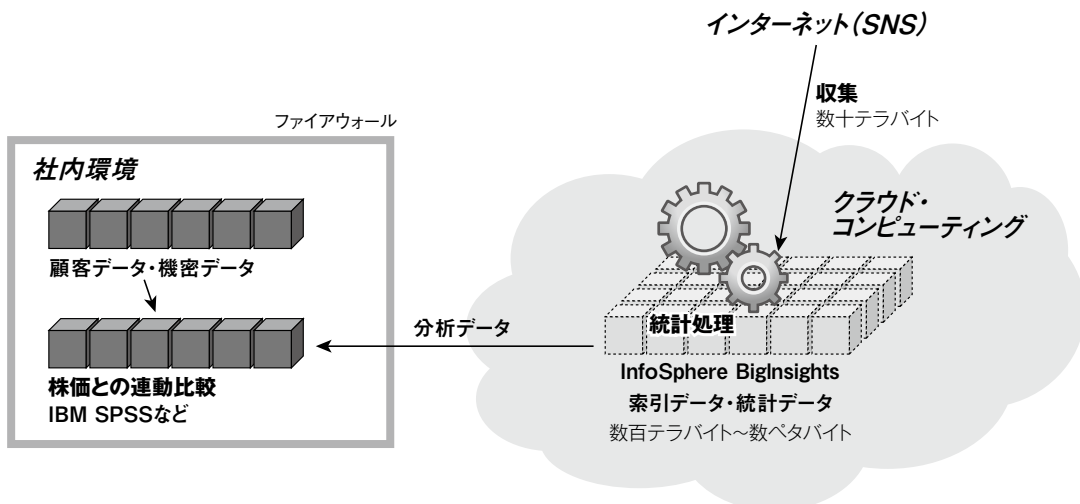 インターネット(SNS)
収集
数十テラバイト
ファイアウォール
社内環境
顧客データ・機密データ
株価との連動比較
IBM SPSSなど
分析データ
クラウド・
コンピューティング
統計処理
InfoSphere BigInsights
索引データ・統計データ
数百テラバイト～数ペタバイト